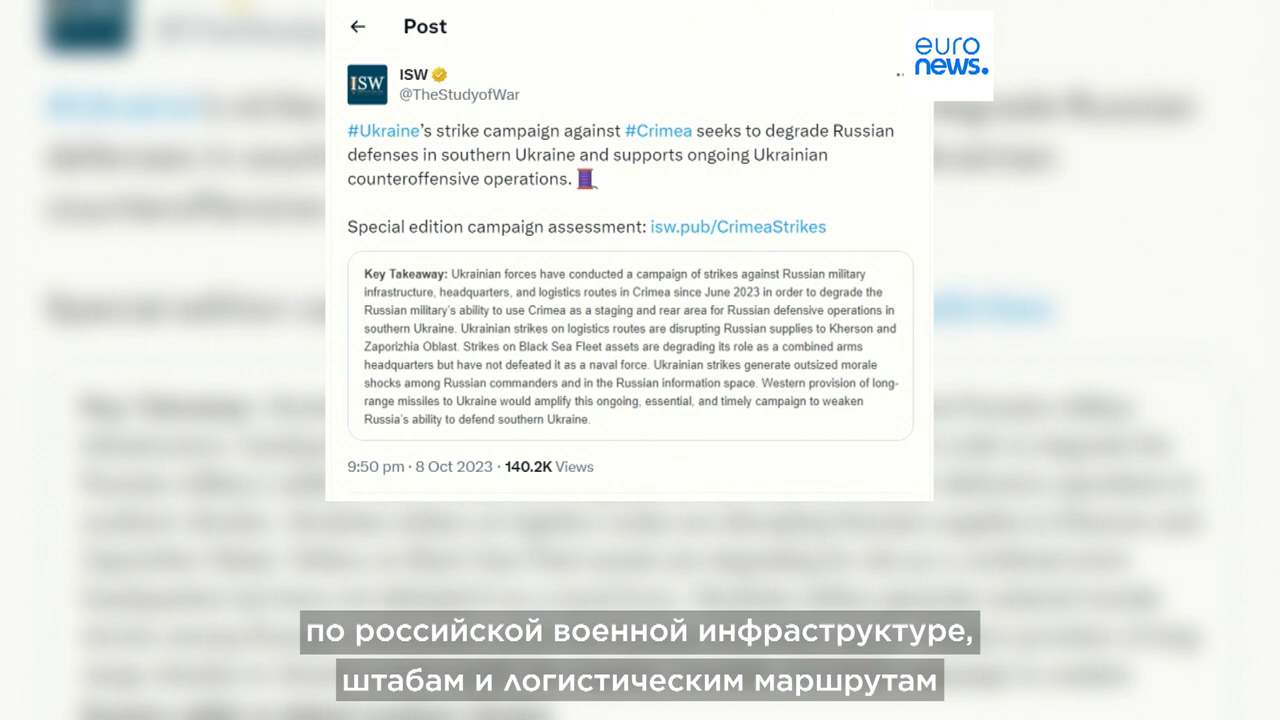 Post
euro
news.
ISW
ISW
@TheStudyofWar
#Ukraine's strike campaign against #Crimea seeks to degrade Russian
defenses in southern Ukraine and supports ongoing Ukrainian
counteroffensive operations.
Special edition campaign assessment: isw.pub/CrimeaStrikes
Key Takeaway: Ukrainian forces have conducted a campaign of strikes against Russian military
infrastructure, headquarters, and logistics routes in Crimea since June 2023 in order to degrade the
Russian military's ability to use Crimea as a staging and rear area for Russian defensive operations in
southern Ukraine. Ukrainian strikes on logistics routes are disrupting Russian supplies to Kherson and
Zaporizhia Oblast. Strikes on Black Sea Fleet assets are degrading its role as a combined arms
headquarters but have not defeated it as a naval force. Ukrainian strikes generate outsized morale
shocks among Russian commanders and in the Russian information space. Western provision of long-
range missiles to Ukraine would amplify this ongoing, essential, and timely campaign to weaken
Russia's ability to defend southern Ukraine.
9:50 pm · 8 Oct 2023 · 140.2K Views
по российской военной инфраструктуре,
штабам и логистическим маршрутам